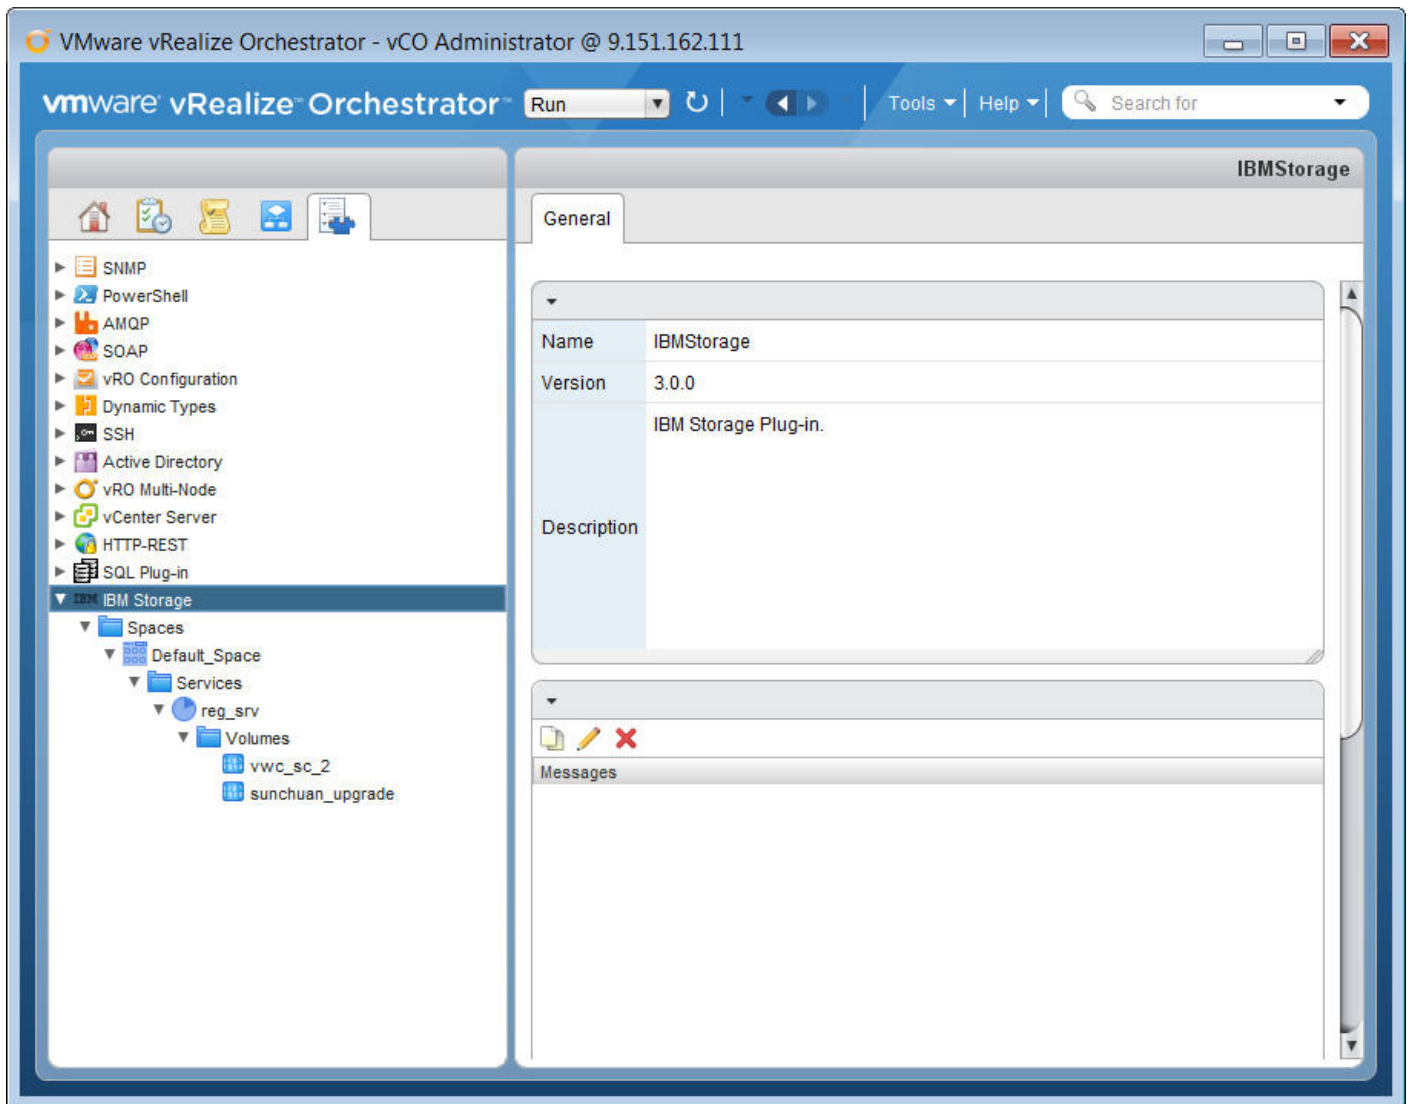 VMware vRealize Orchestrator - vCO Administrator @ 9.151.162.111
vmware vRealize™ Orchestrator™ Run Tools Help Search for
IBMStorage
General
SNMP
PowerShell
AMQP
SOAP
vRO Configuration
Dynamic Types
SSH
Active Directory
vRO Multi-Node
vCenter Server
HTTP-REST
SQL Plug-in
IBM IBM Storage
Spaces
Default_Space
Services
reg_srv
Volumes
vwc_sc_2
sunchuan_upgrade
Name IBMStorage
Version 3.0.0
Description IBM Storage Plug-in.
Messages